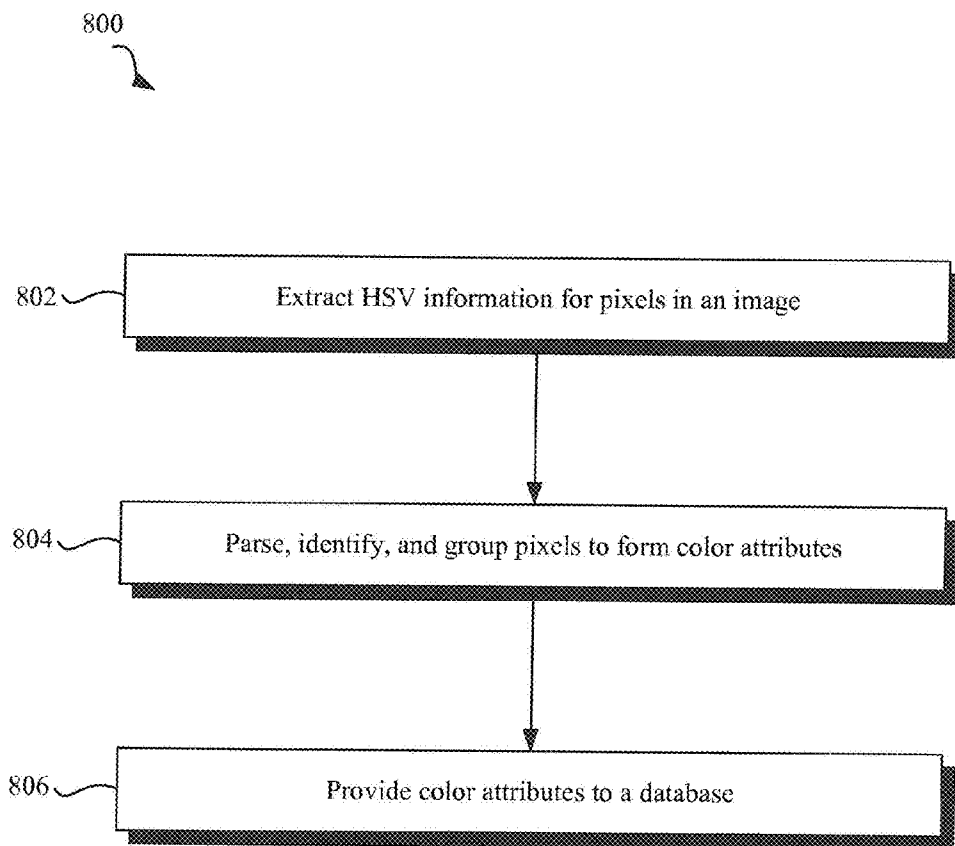 800
802
Extract HSV information for pixels in an image
804
Parse, identify, and group pixels to form color attributes
806
Provide color attributes to a database